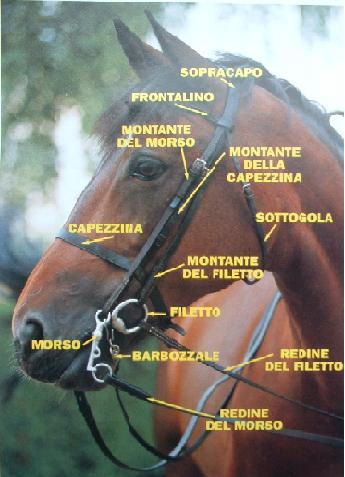 SOPRACAPO
FRONTALINO
MONTANTE
DEL MORSO
MONTANTE
DELLA
CAPEZZINA
SOTTOGOLA
CAPEZZINA
MONTANTE
DEL FILETTO
FILETTO
MORSO
BARBOZZALE
REDINE
DEL FILETTO
REDINE
DEL MORSO